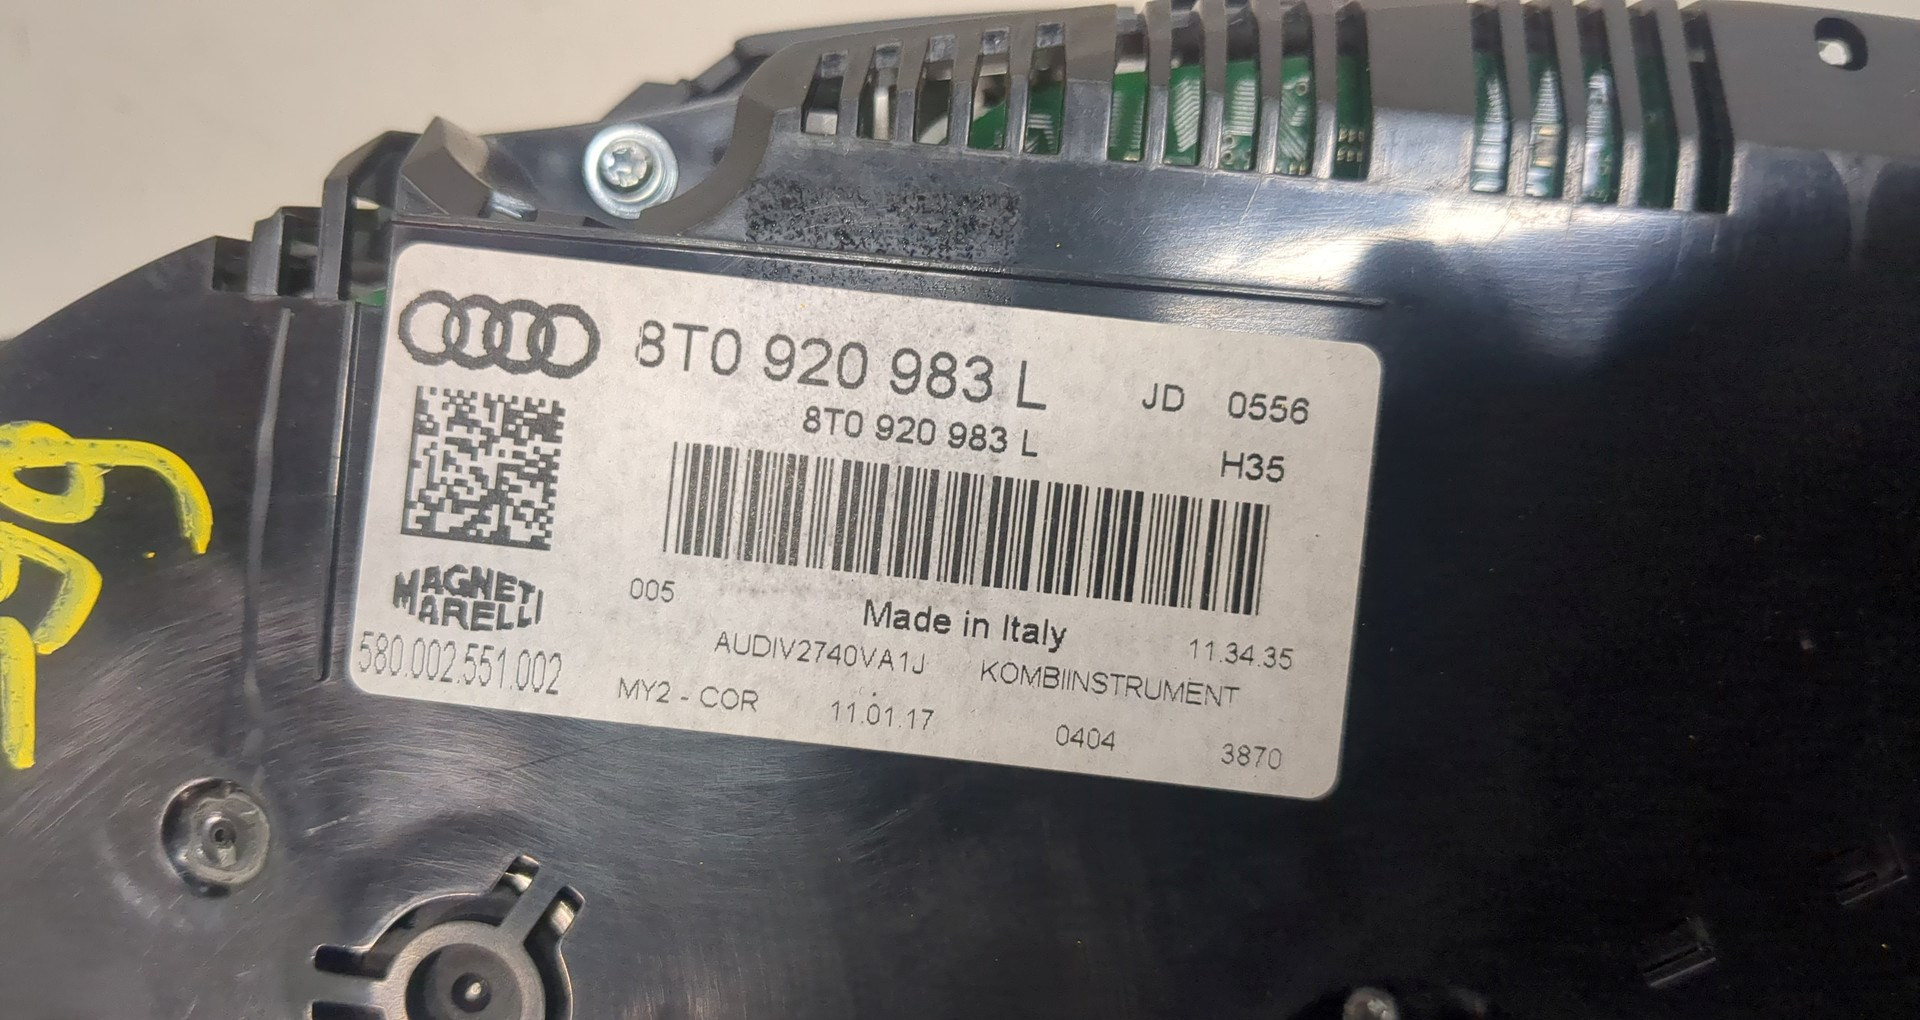 8T0 920 983 L JD 0556
8T0 920 983 L H35
MAGNETI
MARELLI
580.002.551.002
005 Made in Italy 11.34.35
AUDIV2740VA1J KOMBIINSTRUMENT
MY2 - COR 11.01.17 0404 3870